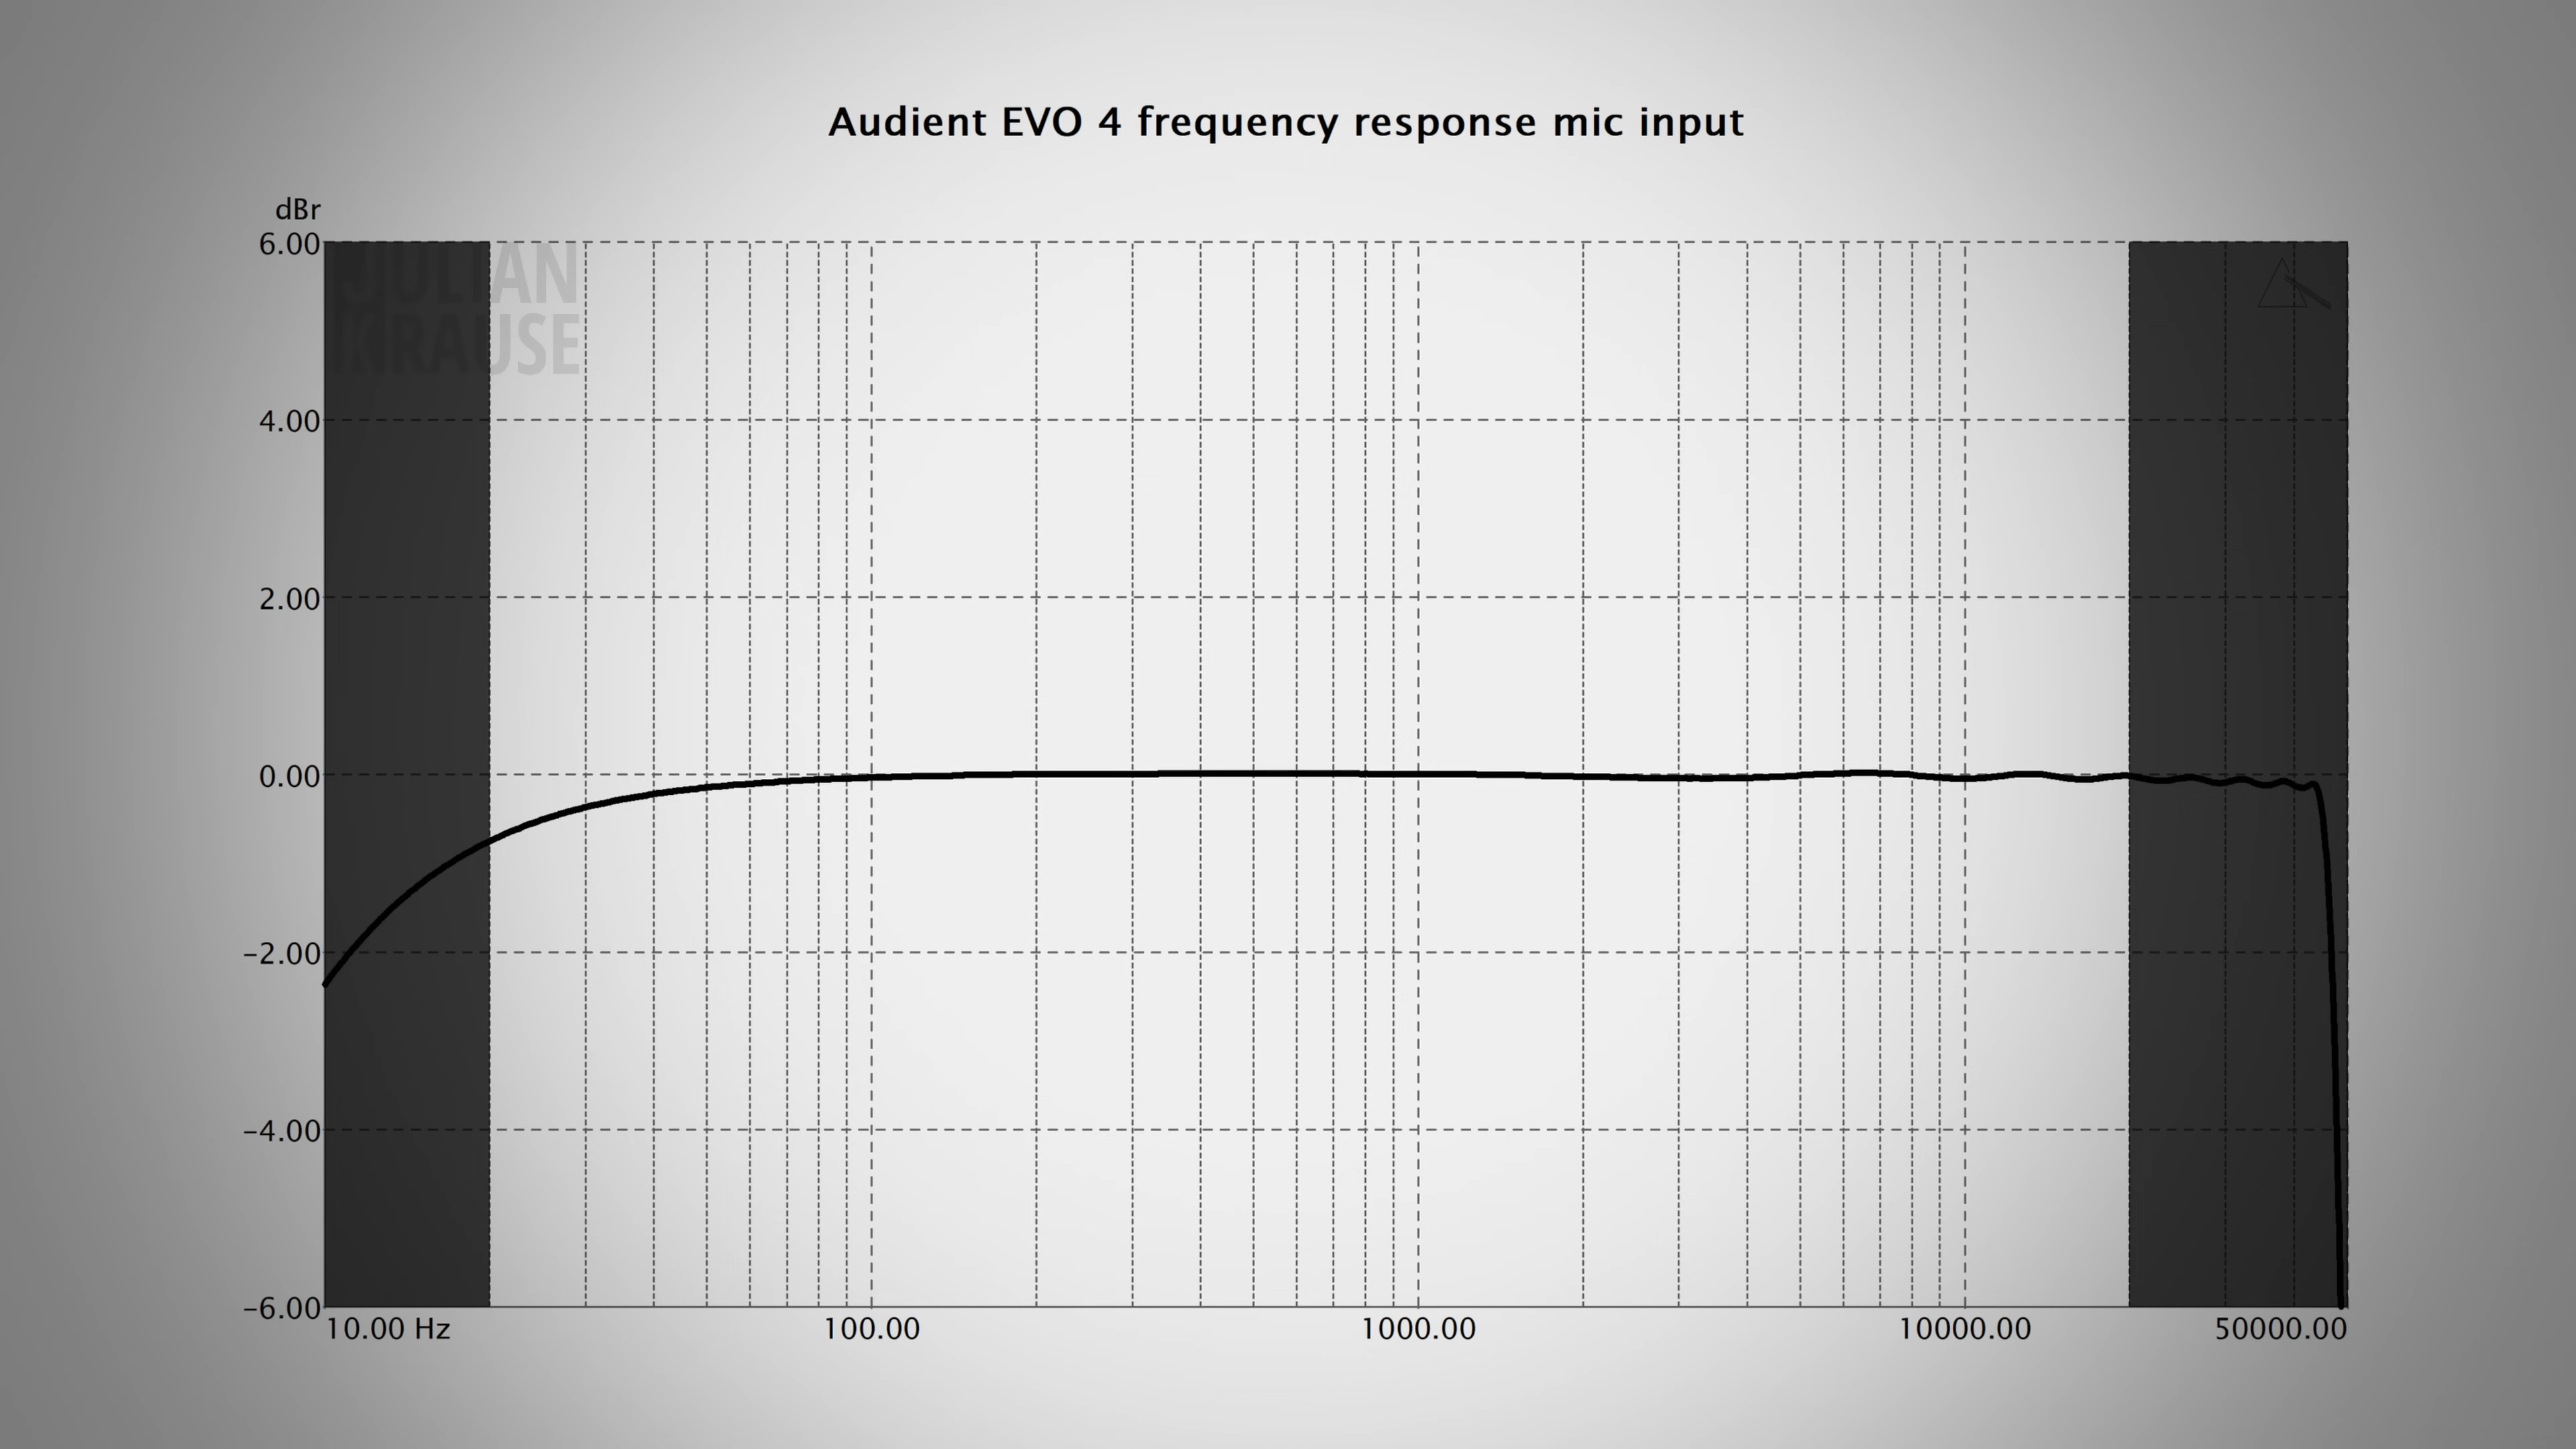 Audient EVO 4 frequency response mic input
dBr
6.00
JULIAN
KRAUSE
4.00
2.00
0.00
-2.00
-4.00
-6.00
10.00 Hz 100.00 1000.00 10000.00 50000.00